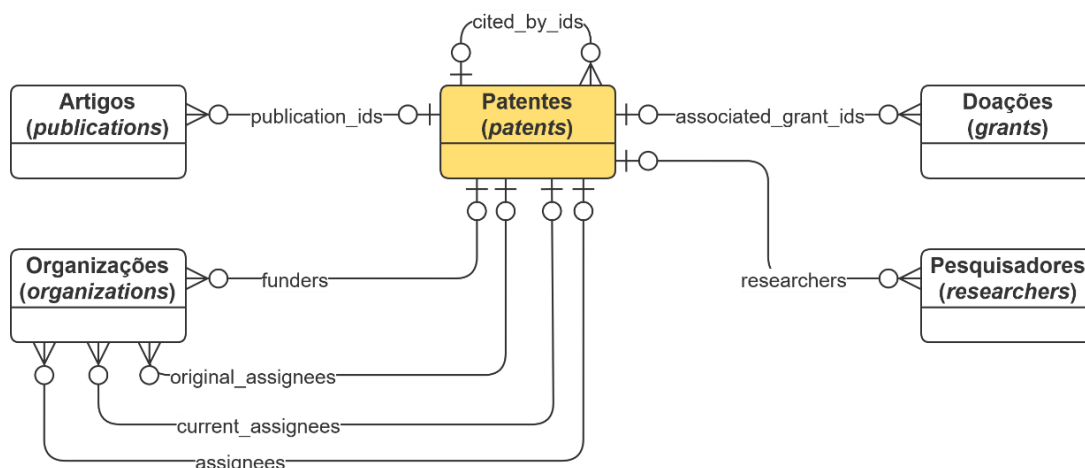 cited_by_ids
Artigos
(publications)
publication_ids
Patentes
(patents)
associated_grant_ids
Doações
(grants)
Organizações
(organizations)
funders
researchers
Pesquisadores
(researchers)
original_assignees
current_assignees
assignees